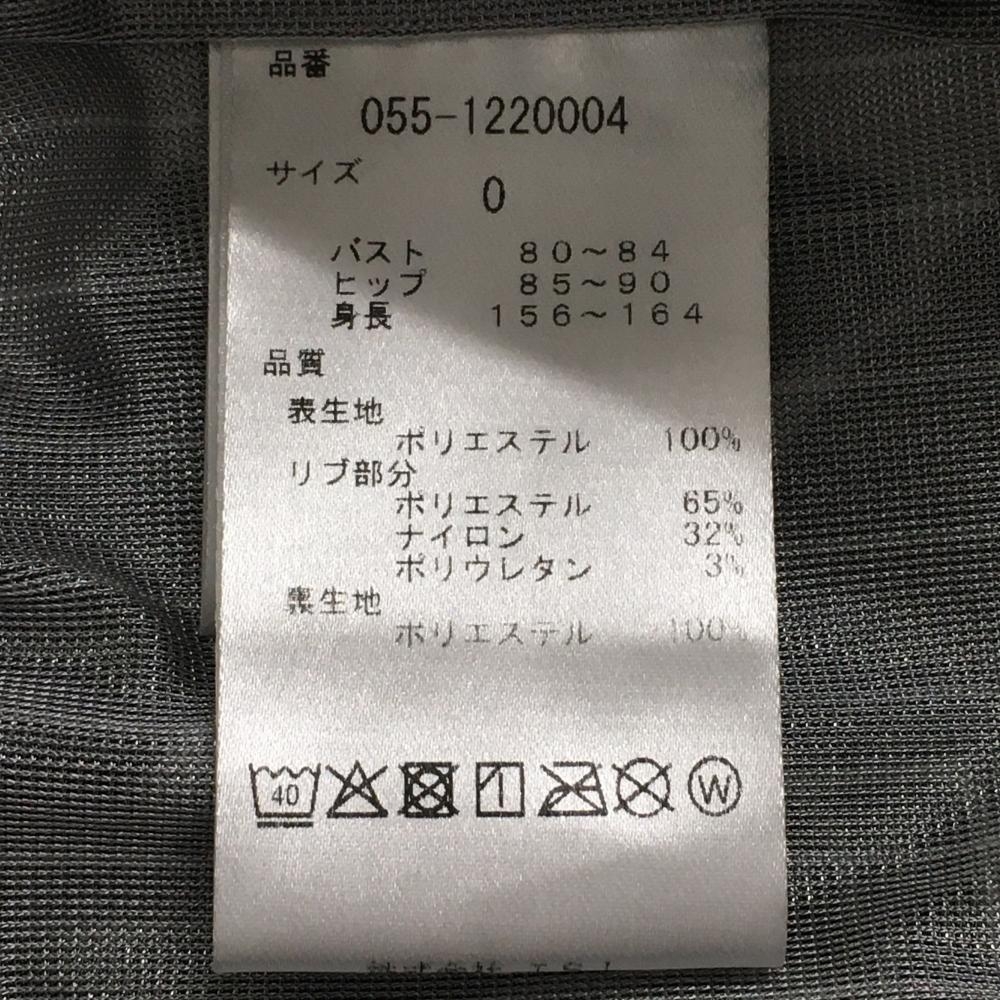 品番
055-1220004
サイズ
0
バスト 80～84
ヒップ 85～90
身長 156～164
品質
表生地
ポリエステル 100%
リブ部分
ポリエステル 65%
ナイロン 32%
ポリウレタン 3%
裏生地
ポリエステル 100%
40
W